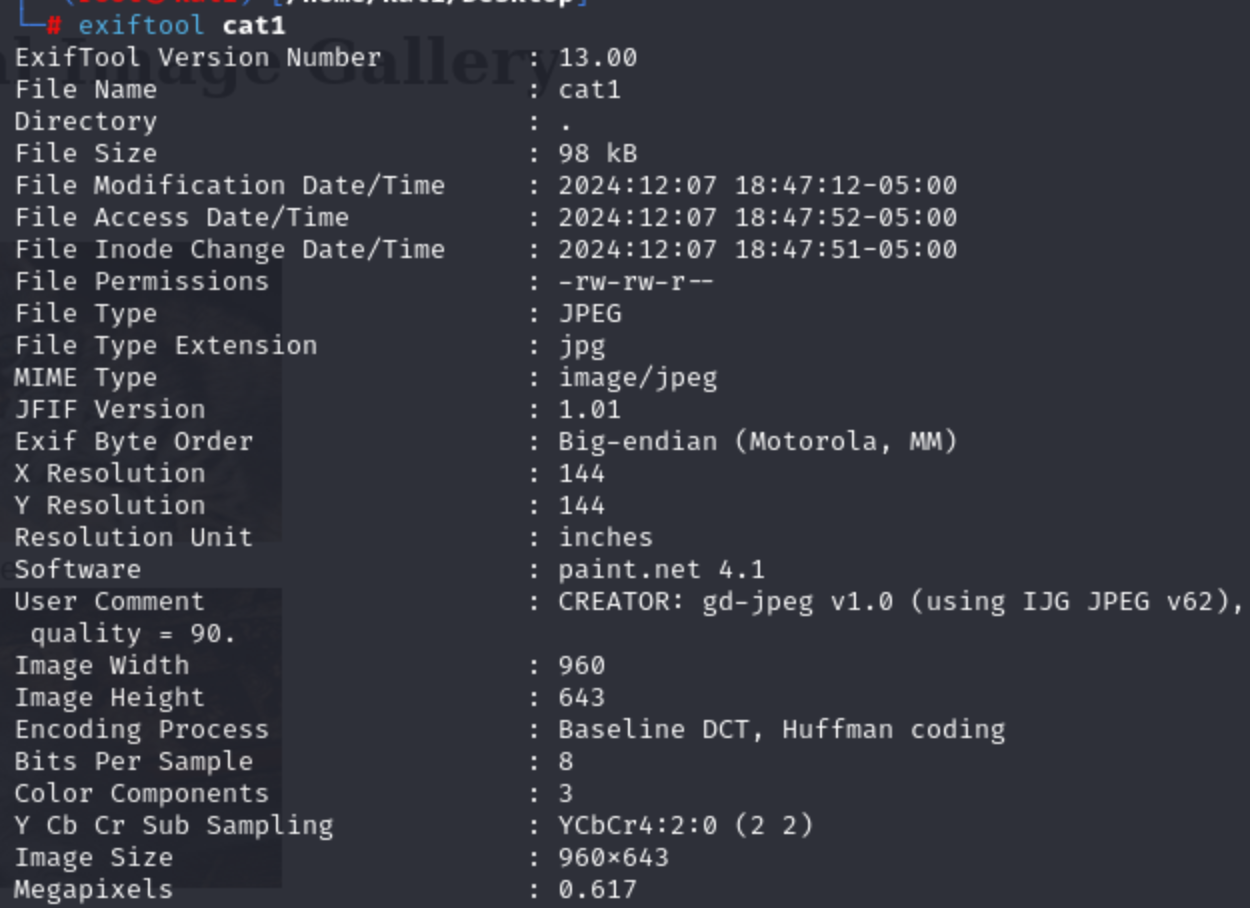 # exiftool cat1
ExifTool Version Number : 13.00
File Name : cat1
Directory : .
File Size : 98 kB
File Modification Date/Time : 2024:12:07 18:47:12-05:00
File Access Date/Time : 2024:12:07 18:47:52-05:00
File Inode Change Date/Time : 2024:12:07 18:47:51-05:00
File Permissions : -rw-rw-r--
File Type : JPEG
File Type Extension : jpg
MIME Type : image/jpeg
JFIF Version : 1.01
Exif Byte Order : Big-endian (Motorola, MM)
X Resolution : 144
Y Resolution : 144
Resolution Unit : inches
Software : paint.net 4.1
User Comment : CREATOR: gd-jpeg v1.0 (using IJG JPEG v62),
quality = 90.
Image Width : 960
Image Height : 643
Encoding Process : Baseline DCT, Huffman coding
Bits Per Sample : 8
Color Components : 3
Y Cb Cr Sub Sampling : YCbCr4:2:0 (2 2)
Image Size : 960×643
Megapixels : 0.617
Image Gallery